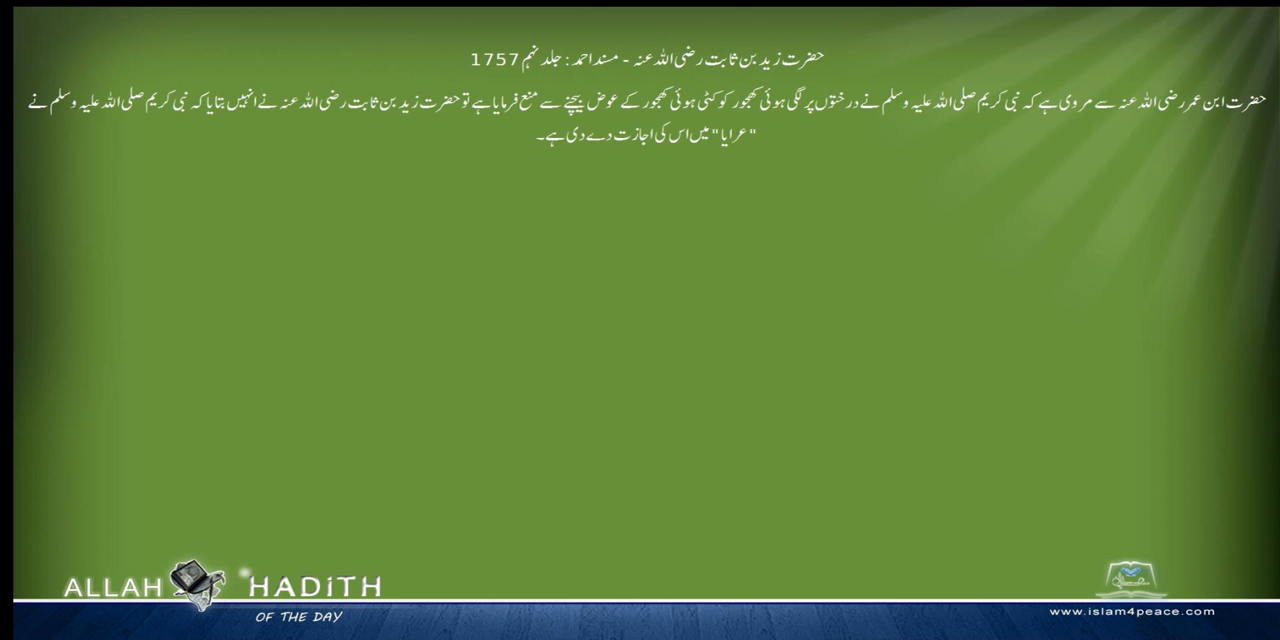 حضرت زید بن ثابت رضی اللہ عنہ - مسند احمد : جلد نہم 1757
حضرت ابن عمر رضی اللہ عنہ سے مروی ہے کہ نبی کریم صلی اللہ علیہ وسلم نے درختوں پر لگی ہوئی کھجور کو کٹی ہوئی کھجور کے عوض بیچنے سے منع فرمایا ہے تو حضرت زید بن ثابت رضی اللہ عنہ نے انہیں بتایا کہ نبی کریم صلی اللہ علیہ وسلم نے
"عرایا" میں اس کی اجازت دے دی ہے۔
ALLAH HADITH
OF THE DAY
www.islam4peace.com